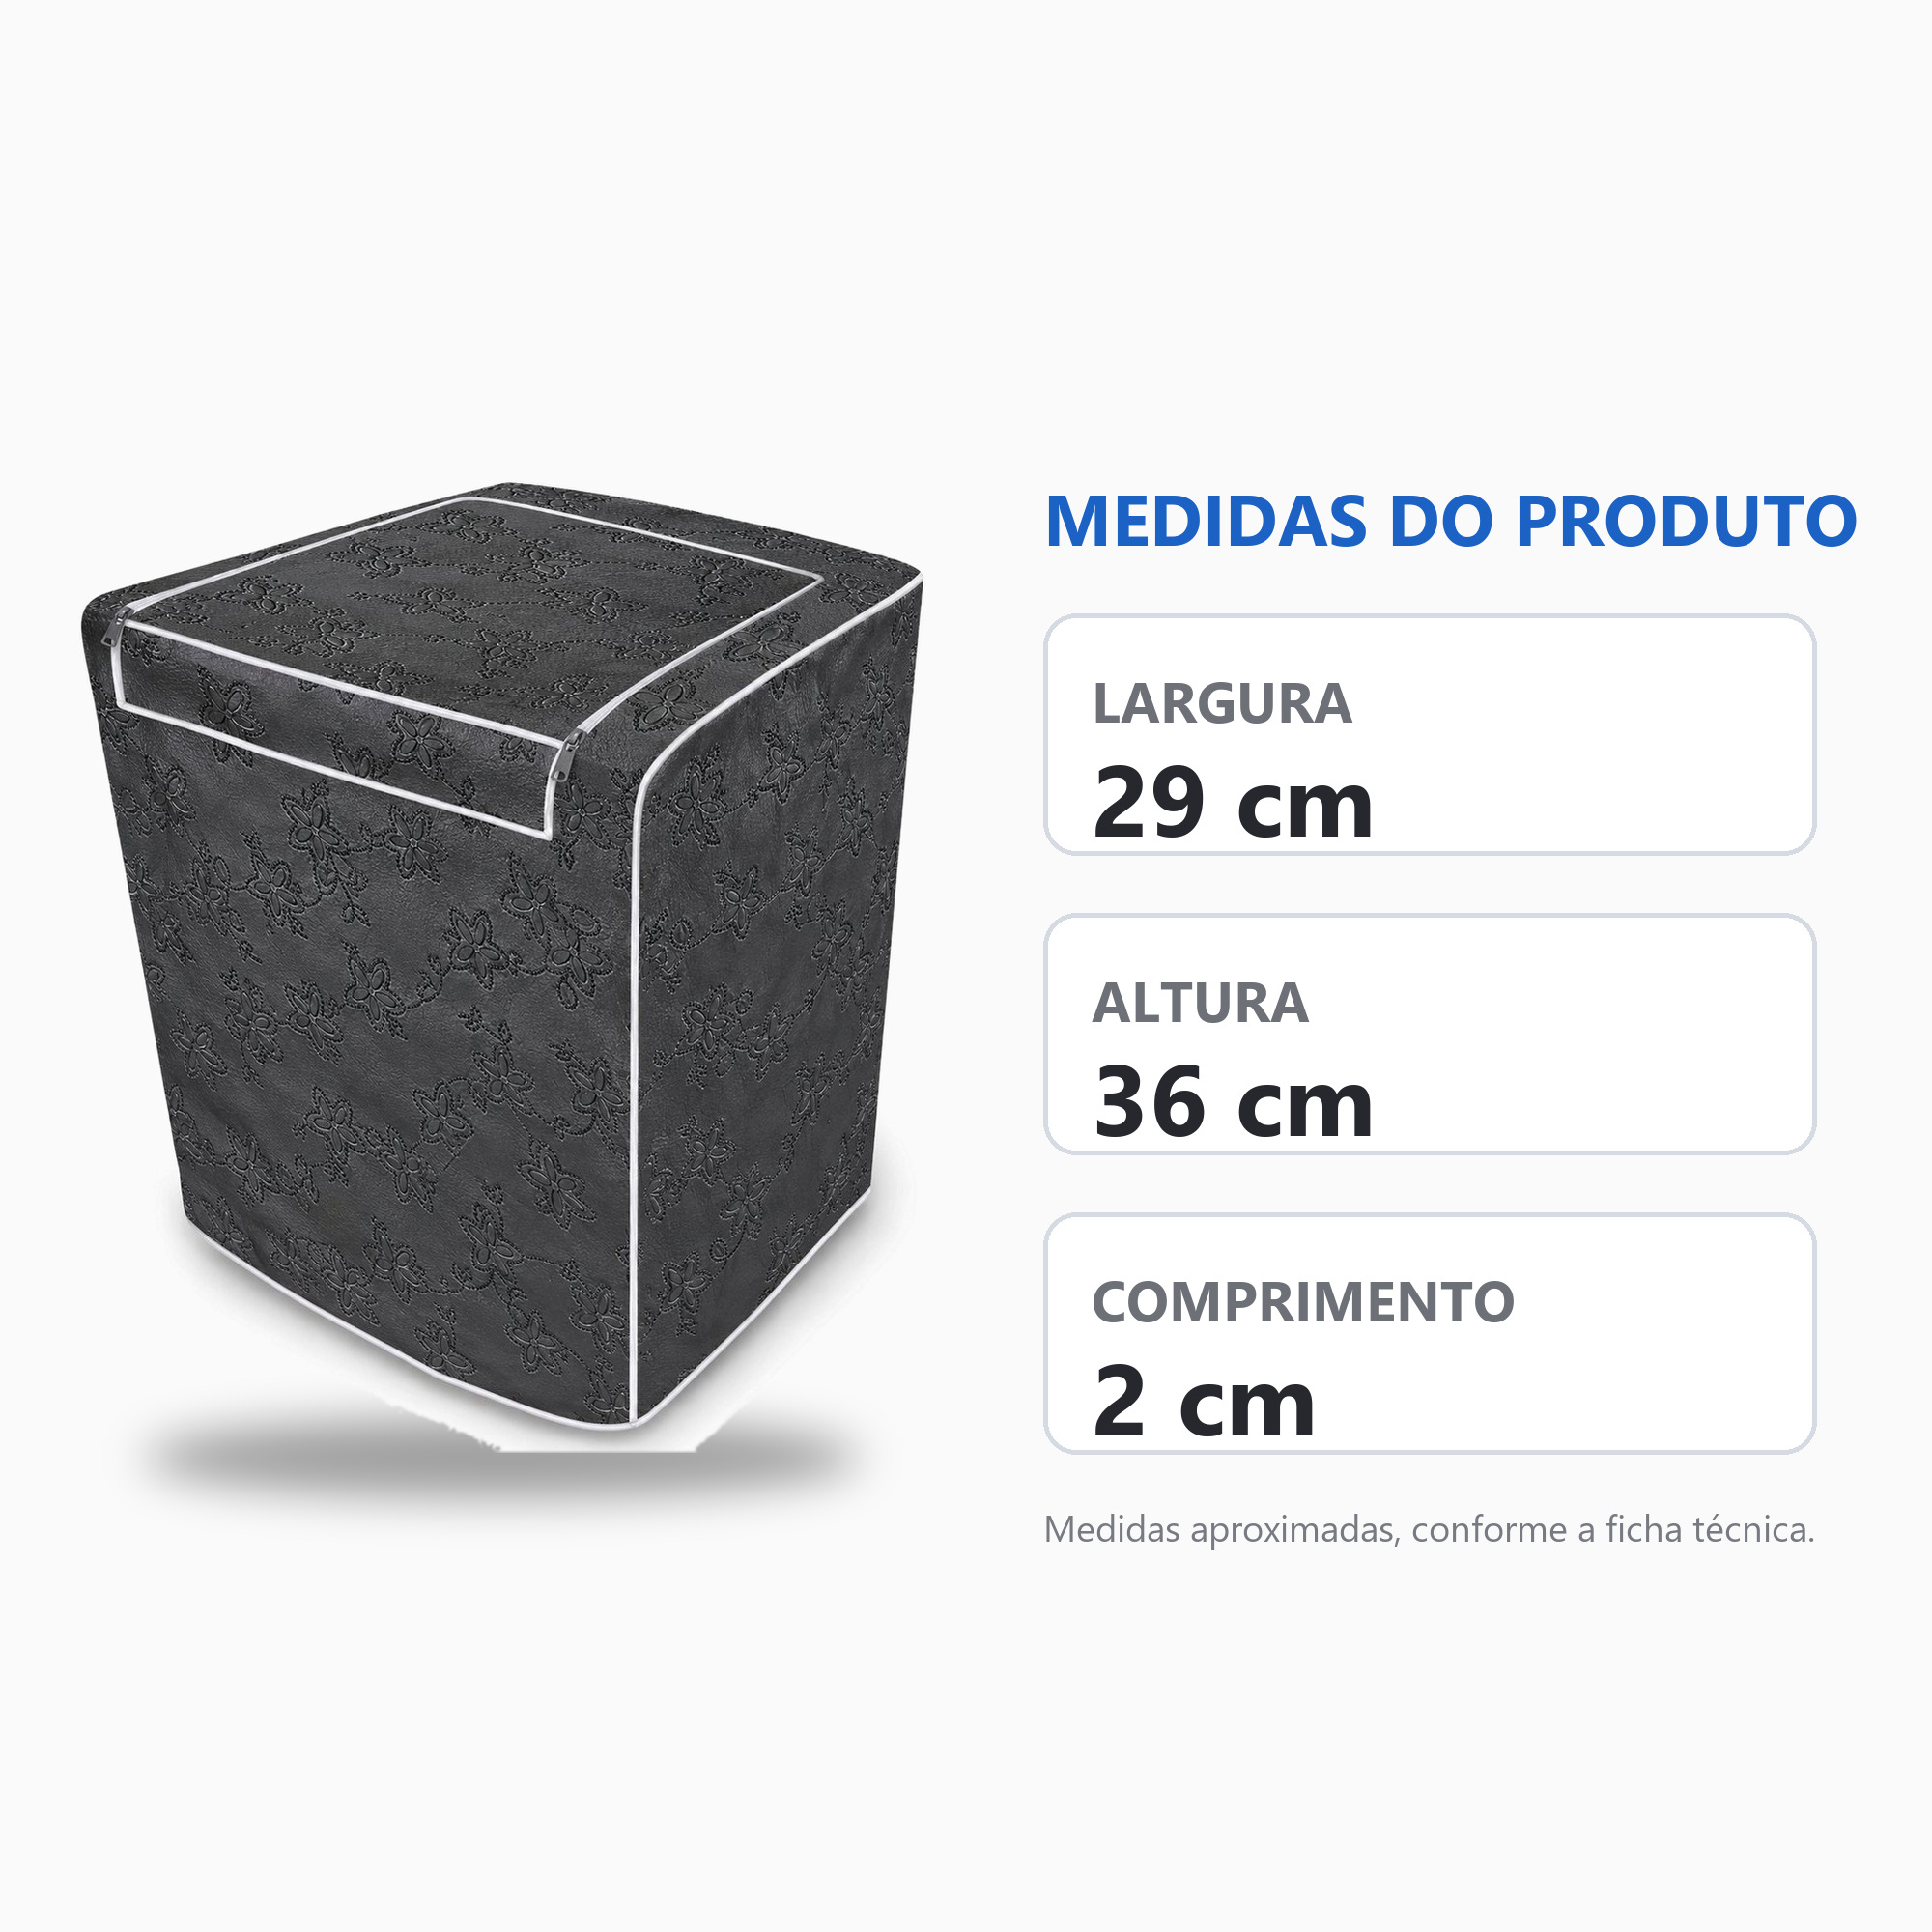 MEDIDAS DO PRODUTO
LARGURA
29 cm
ALTURA
36 cm
COMPRIMENTO
2 cm
Medidas aproximadas, conforme a ficha técnica.